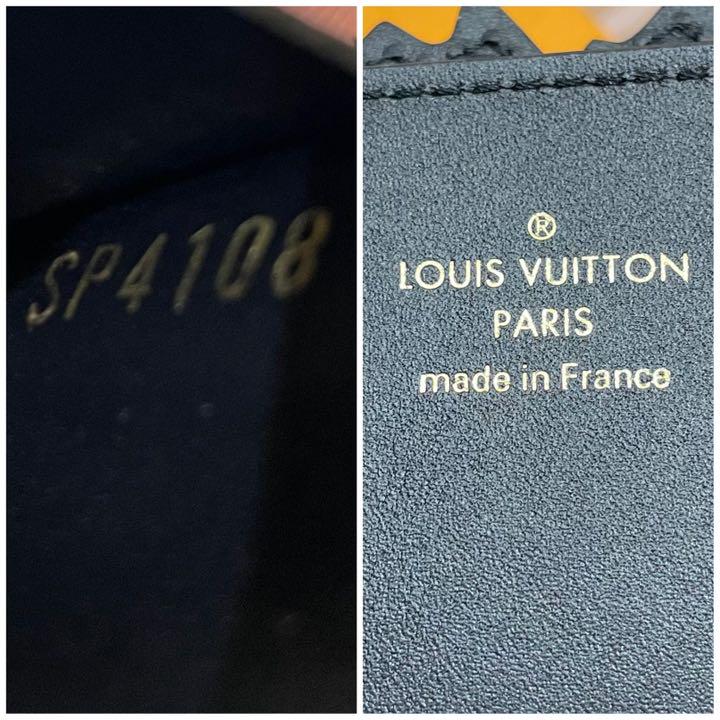 SP4108
®
LOUIS VUITTON
PARIS
made in France